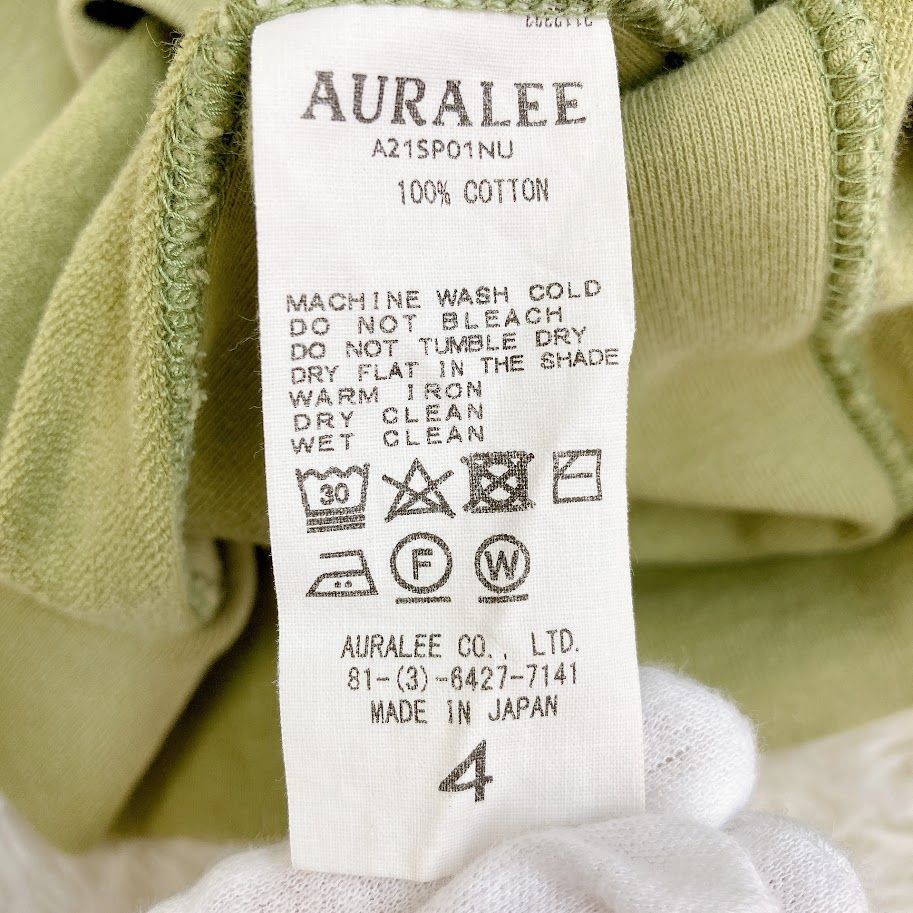 AURALEE
A21SP01NU
100% COTTON
MACHINE WASH COLD
DO NOT BLEACH
DO NOT TUMBLE DRY
DRY FLAT IN THE SHADE
WARM IRON
DRY CLEAN
WET CLEAN
30
F W
AURALEE CO., LTD.
81-(3)-6427-7141
MADE IN JAPAN
4